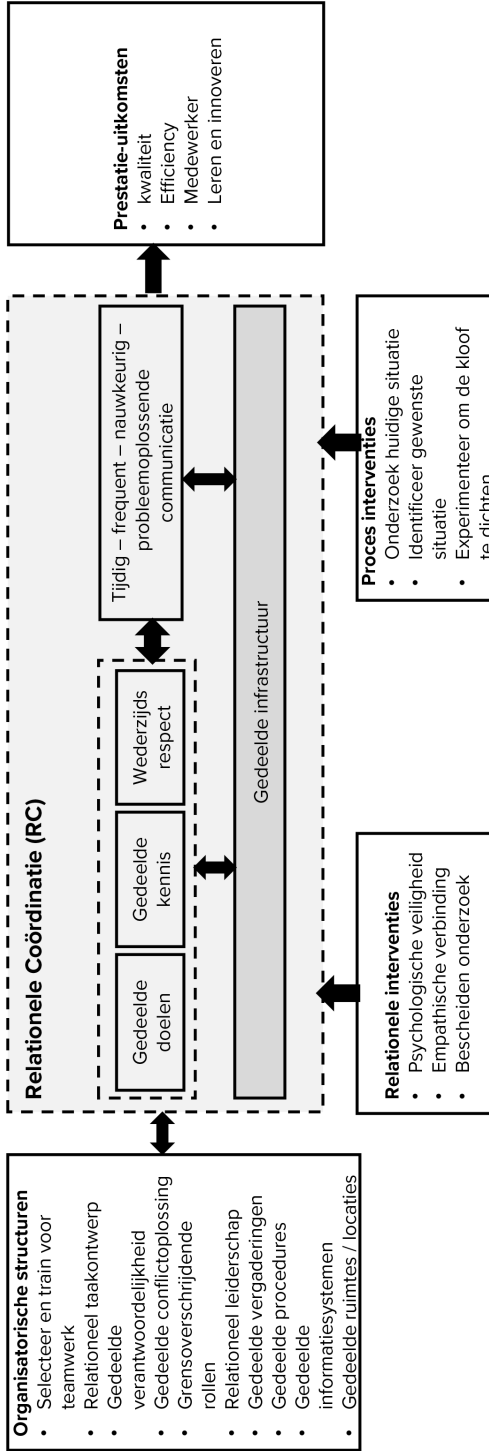 Organisatorische structuren
• Selecteer en train voor
teamwerk
• Relationeel taakontwerp
• Gedeelde
verantwoordelijkheid
• Gedeelde conflictoplossing
• Grensoverschrijdende
rollen
• Relationeel leiderschap
• Gedeelde vergaderingen
• Gedeelde procedures
• Gedeelde
informatiesystemen
• Gedeelde ruimtes / locaties
Relationele Coördinatie (RC)
Gedeelde
doelen
Gedeelde
kennis
Wederzijds
respect
Tijdig – frequent – nauwkeurig –
probleemoplossende
communicatie
Gedeelde infrastructuur
Prestatie-uitkomsten
• kwaliteit
• Efficiency
• Medewerker
• Leren en innoveren
Relationele interventies
• Psychologische veiligheid
• Empathische verbinding
• Bescheiden onderzoek
Proces interventies
• Onderzoek huidige situatie
• Identificeer gewenste
situatie
• Experimenteer om de kloof
te dichten